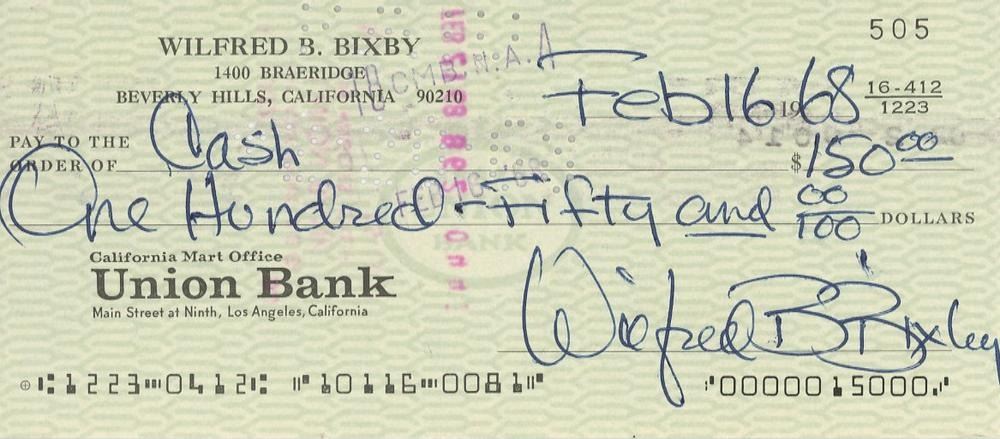 505
WILFRED B. BIXBY
1400 BRAERIDGE
BEVERLY HILLS, CALIFORNIA 90210
Feb 16 1968
16-412
1223
PAY TO THE
ORDER OF Cash $ 150 00
One Hundred - Fifty and 00/100 DOLLARS
California Mart Office
Union Bank
Main Street at Ninth, Los Angeles, California
Wilfred B Bixby
⑆1223⑉0412⑆ ⑈10116⑉0081⑈ ⑇0000015000⑇